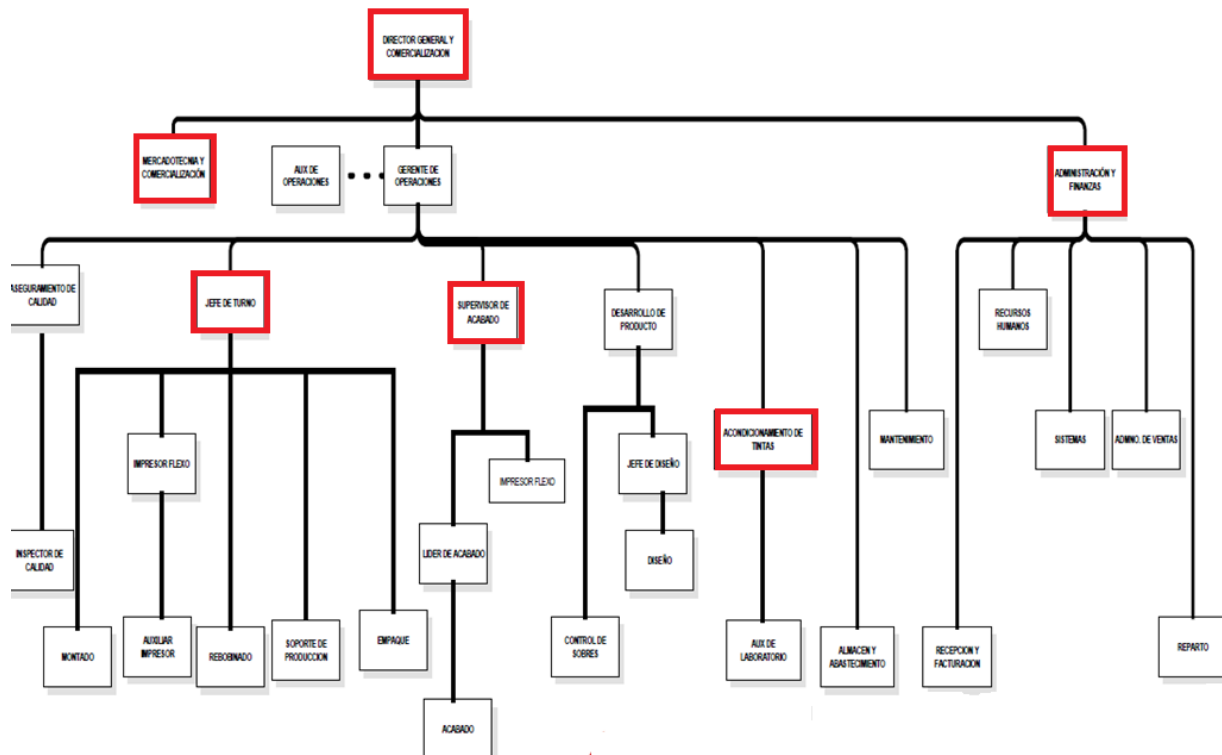 DIRECTOR GENERAL Y
COMERCIALIZACION
MERCADOTECNIA Y
COMERCIALIZACIÓN
AUX DE
OPERACIONES
GERENTE DE
OPERACIONES
ADMINISTRACIÓN Y
FINANZAS
ASEGURAMIENTO DE
CALIDAD
JEFE DE TURNO
SUPERVISOR DE
ACABADO
DESARROLLO DE
PRODUCTO
RECURSOS
HUMANOS
ACONDICIONAMIENTO DE
TINTAS
MANTENIMIENTO
SISTEMAS
ADMNO. DE VENTAS
IMPRESOR FLEXO
IMPRESOR FLEXO
JEFE DE DISEÑO
INSPECTOR DE
CALIDAD
LIDER DE ACABADO
DISEÑO
MONTADO
AUXILIAR
IMPRESOR
REBOBINADO
SOPORTE DE
PRODUCCION
EMPAQUE
CONTROL DE
SOBRES
AUX DE
LABORATORIO
ALMACEN Y
ABASTECIMIENTO
RECEPCION Y
FACTURACION
REPARTO
ACABADO